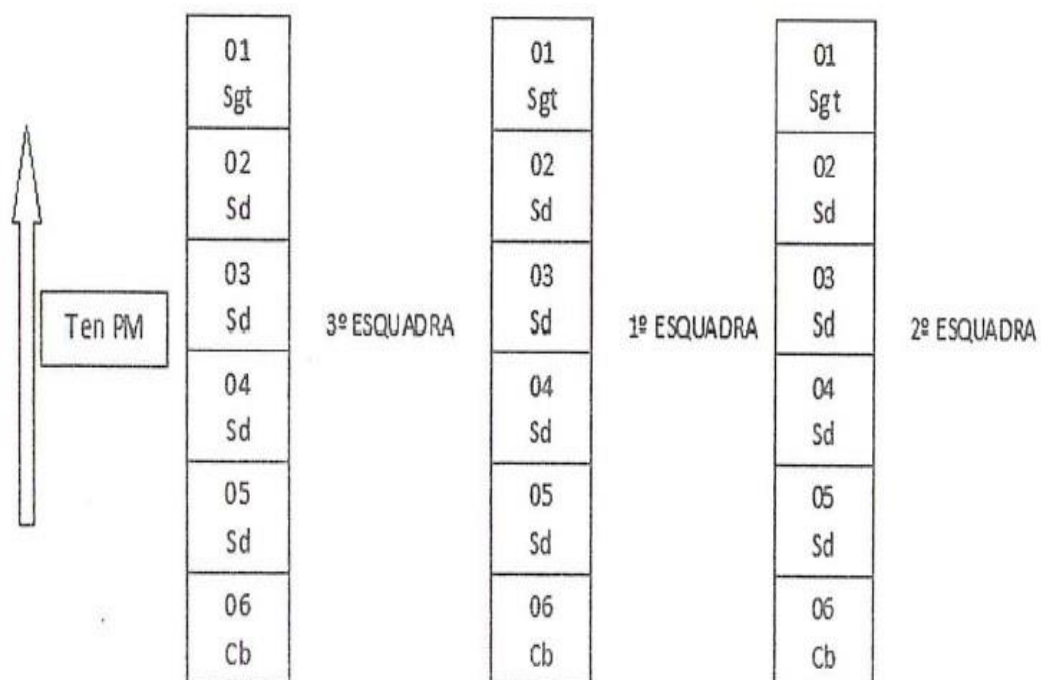 01
Sgt
02
Sd
03
Sd
04
Sd
05
Sd
06
Cb
Ten PM
3º ESQUADRA
01
Sgt
02
Sd
03
Sd
04
Sd
05
Sd
06
Cb
1º ESQUADRA
01
Sgt
02
Sd
03
Sd
04
Sd
05
Sd
06
Cb
2º ESQUADRA